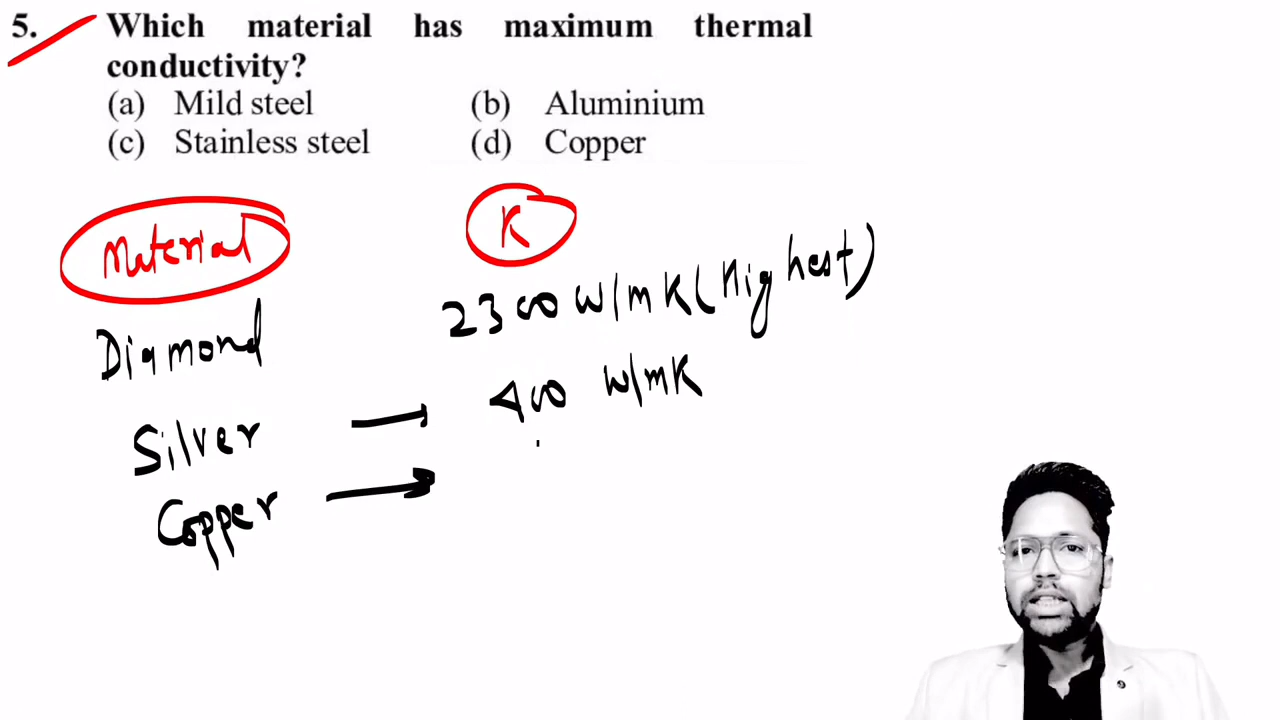 5. Which material has maximum thermal
conductivity?
(a) Mild steel (b) Aluminium
(c) Stainless steel (d) Copper
Material K
Diamond 2300 W/mK (Highest)
Silver → 400 W/mK
Copper →